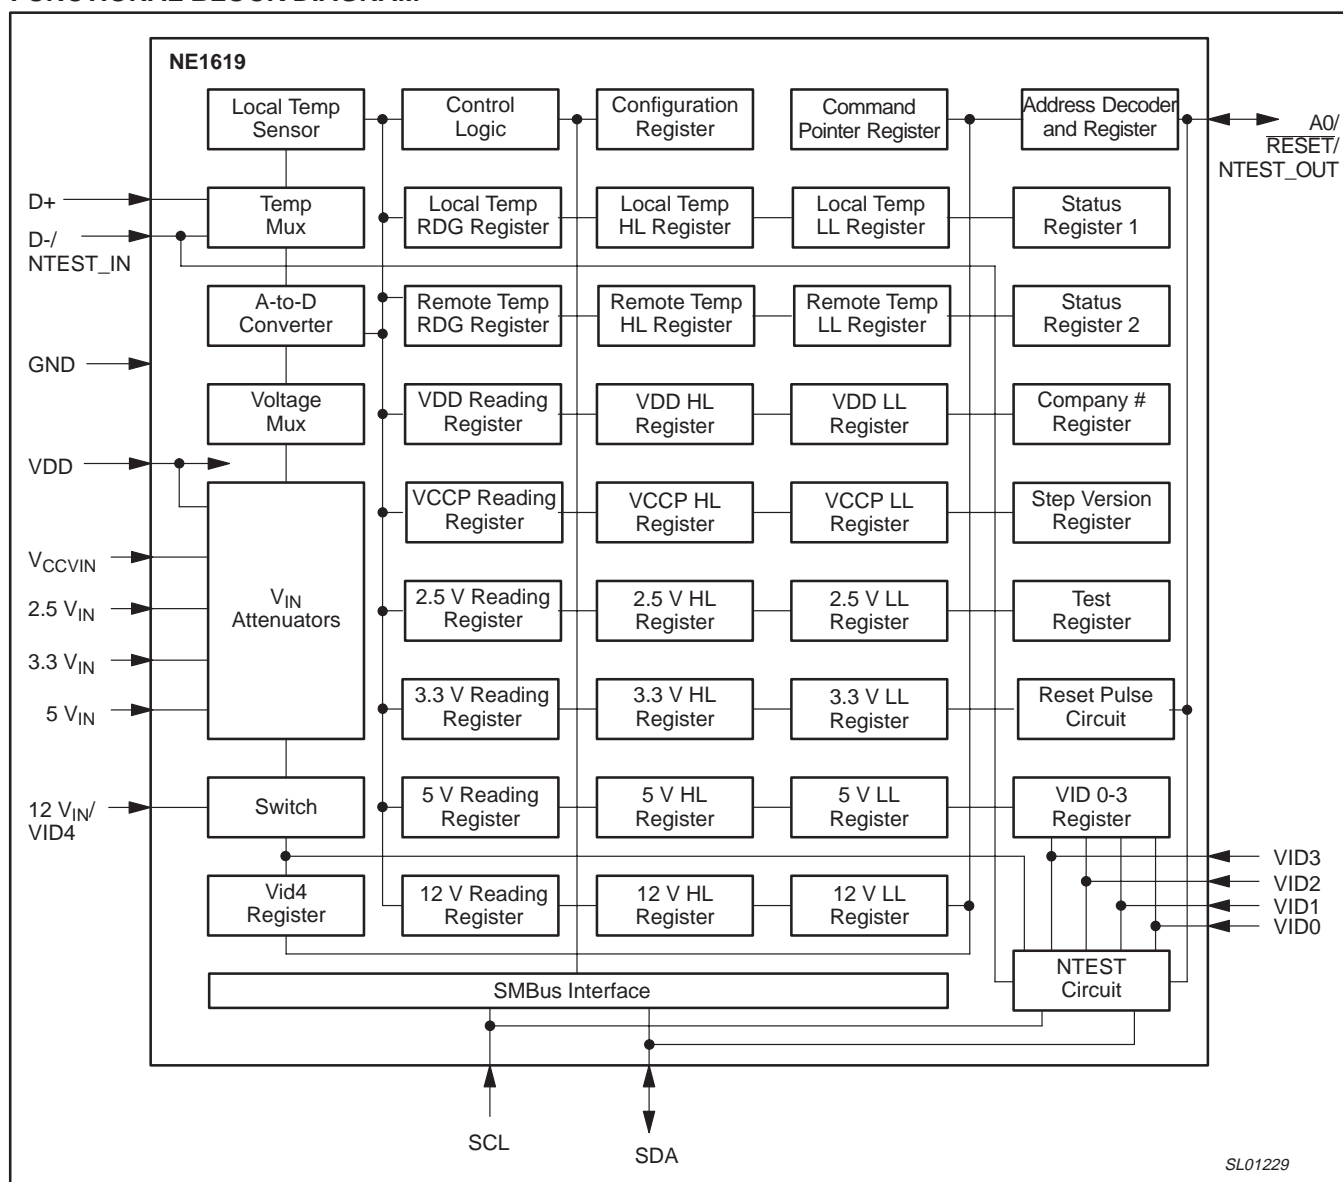 FUNCTIONAL BLOCK DIAGRAM
NE1619
Local Temp
Sensor
Control
Logic
Configuration
Register
Command
Pointer Register
Address Decoder
and Register
A0/
RESET/
NTEST_OUT
D+
D-/
NTEST_IN
Temp
Mux
Local Temp
RDG Register
Local Temp
HL Register
Local Temp
LL Register
Status
Register 1
A-to-D
Converter
Remote Temp
RDG Register
Remote Temp
HL Register
Remote Temp
LL Register
Status
Register 2
GND
Voltage
Mux
VDD Reading
Register
VDD HL
Register
VDD LL
Register
Company #
Register
VDD
VCCP Reading
Register
VCCP HL
Register
VCCP LL
Register
Step Version
Register
VCCVIN
2.5 VIN
3.3 VIN
5 VIN
VIN
Attenuators
2.5 V Reading
Register
2.5 V HL
Register
2.5 V LL
Register
Test
Register
3.3 V Reading
Register
3.3 V HL
Register
3.3 V LL
Register
Reset Pulse
Circuit
12 VIN/
VID4
Switch
5 V Reading
Register
5 V HL
Register
5 V LL
Register
VID 0-3
Register
VID3
VID2
VID1
VID0
Vid4
Register
12 V Reading
Register
12 V HL
Register
12 V LL
Register
NTEST
Circuit
SMBus Interface
SCL
SDA
SL01229